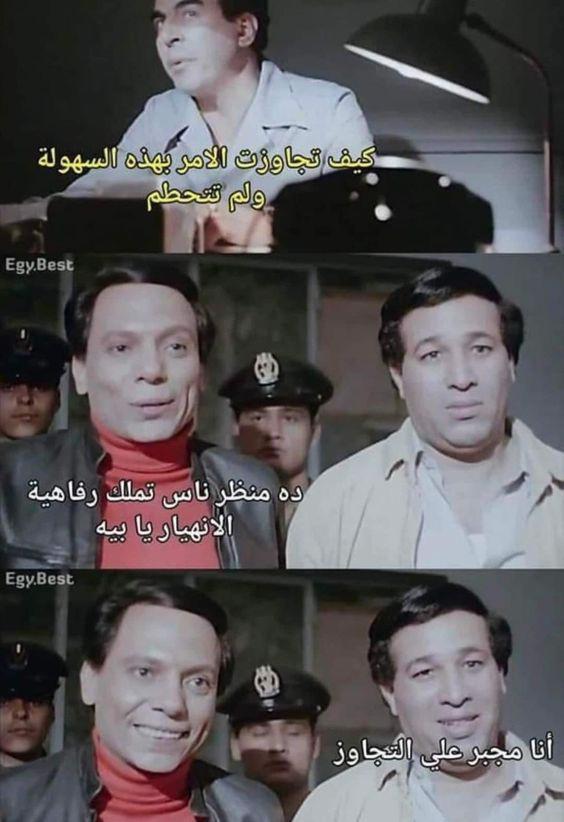 كيف تجاوزت الامر بهذه السهولة
ولم تتحطم
Egy.Best
ده منظر ناس تملك رفاهية
الانهيار يا بيه
Egy.Best
أنا مجبر علي التجاوز